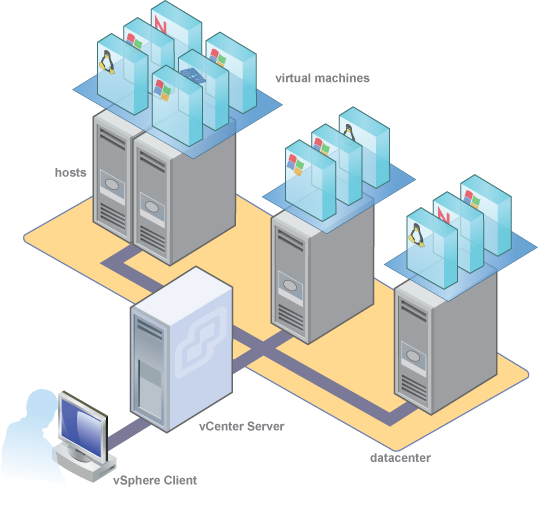 virtual machines
hosts
vCenter Server
datacenter
vSphere Client